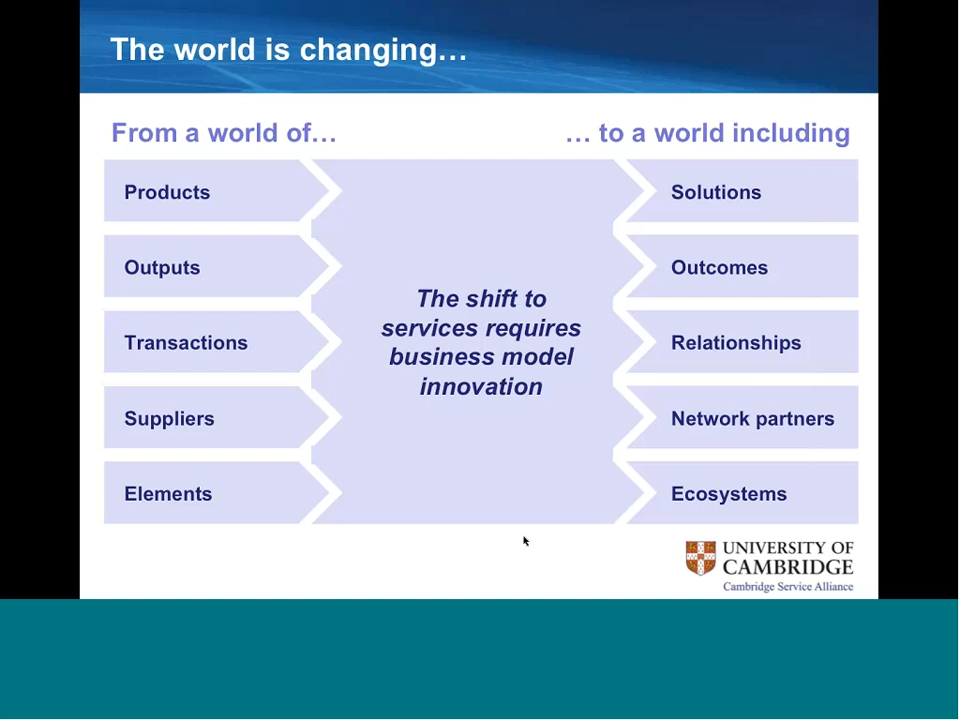 The world is changing…
From a world of…
… to a world including
Products
Outputs
Transactions
Suppliers
Elements
The shift to
services requires
business model
innovation
Solutions
Outcomes
Relationships
Network partners
Ecosystems
UNIVERSITY OF
CAMBRIDGE
Cambridge Service Alliance